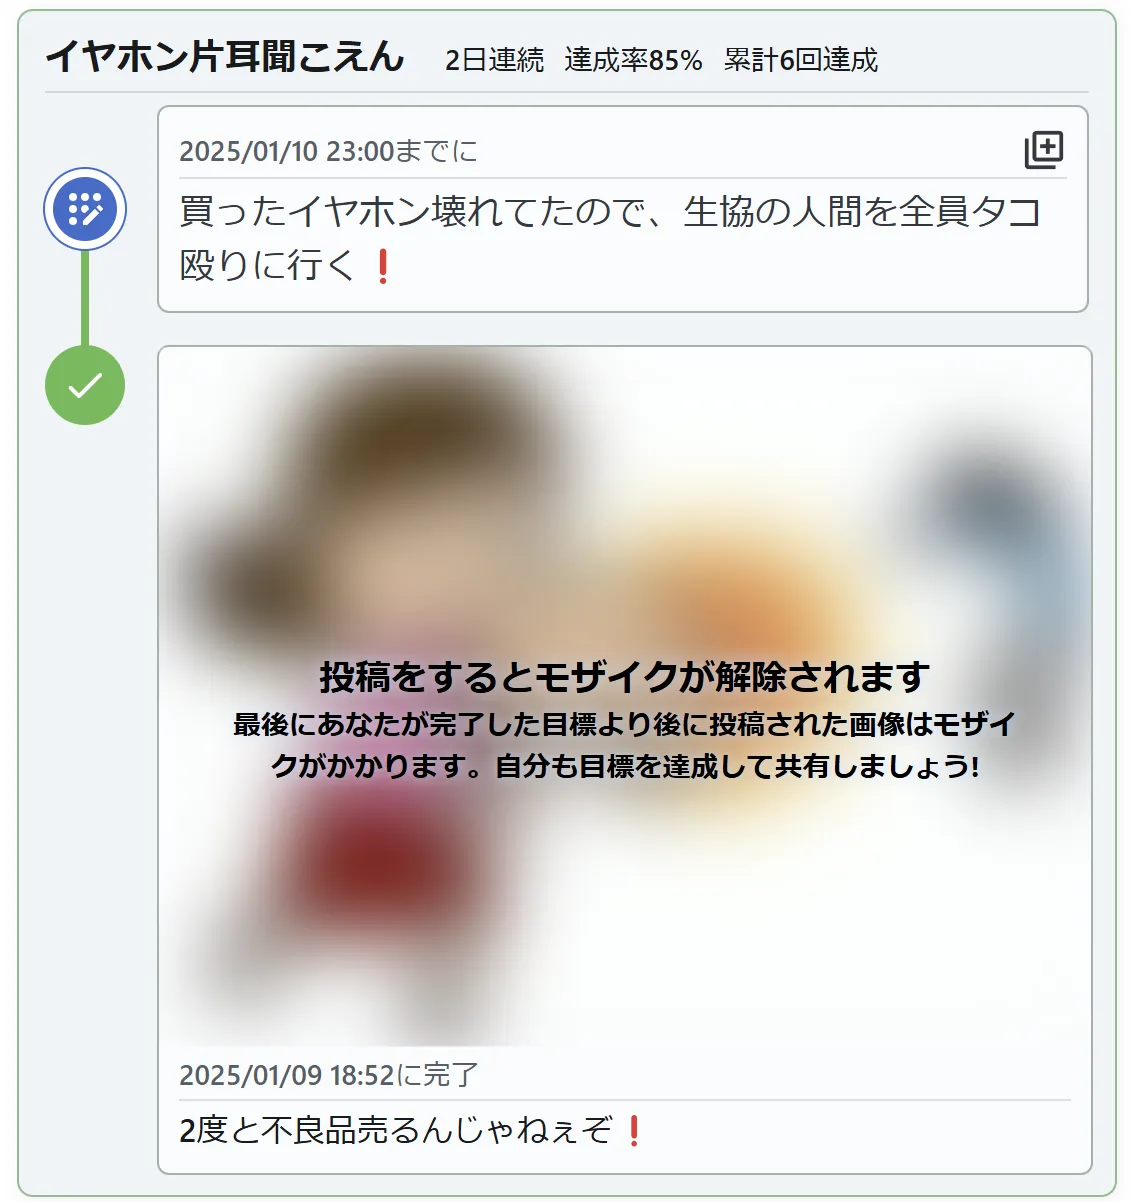 イヤホン片耳聞こえん 2日連続 達成率85% 累計6回達成
2025/01/10 23:00までに
買ったイヤホン壊れてたので、生協の人間を全員タコ
殴りに行く❗
投稿をするとモザイクが解除されます
最後にあなたが完了した目標より後に投稿された画像はモザイ
クがかかります。自分も目標を達成して共有しましょう!
2025/01/09 18:52に完了
2度と不良品売るんじゃねぇぞ❗